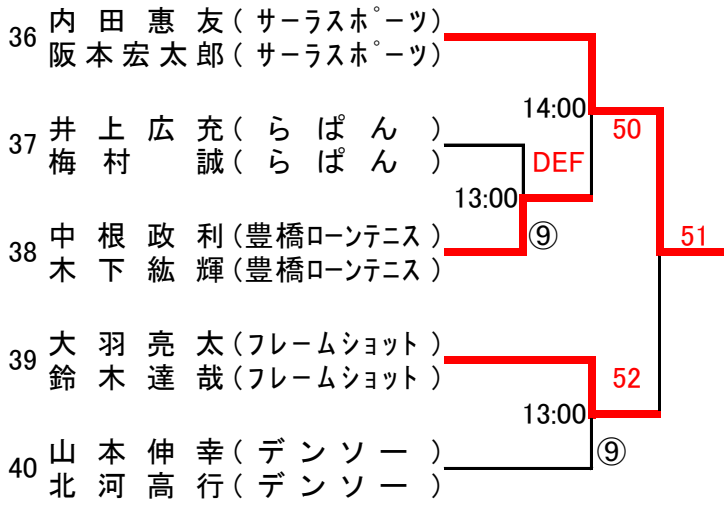 36 内田惠友(サーラスポーツ)
阪本宏太郎(サーラスポーツ)
14:00
50
37 井上広充(らぱん)
梅村誠(らぱん)
DEF
13:00
⑨
51
38 中根政利(豊橋ローンテニス)
木下紘輝(豊橋ローンテニス)
39 大羽亮太(フレームショット)
鈴木達哉(フレームショット)
52
13:00
⑨
40 山本伸幸(デンソー)
北河高行(デンソー)